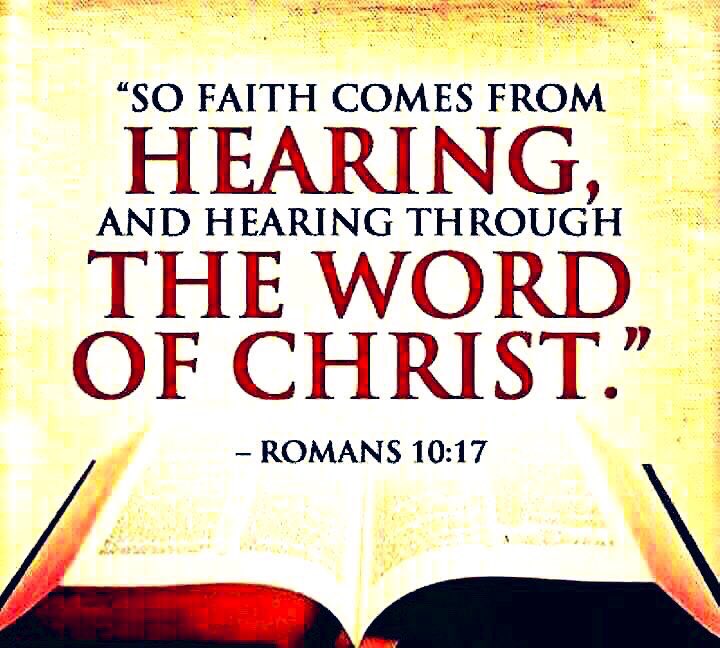 “SO FAITH COMES FROM
HEARING,
AND HEARING THROUGH
THE WORD
OF CHRIST.”
– ROMANS 10:17